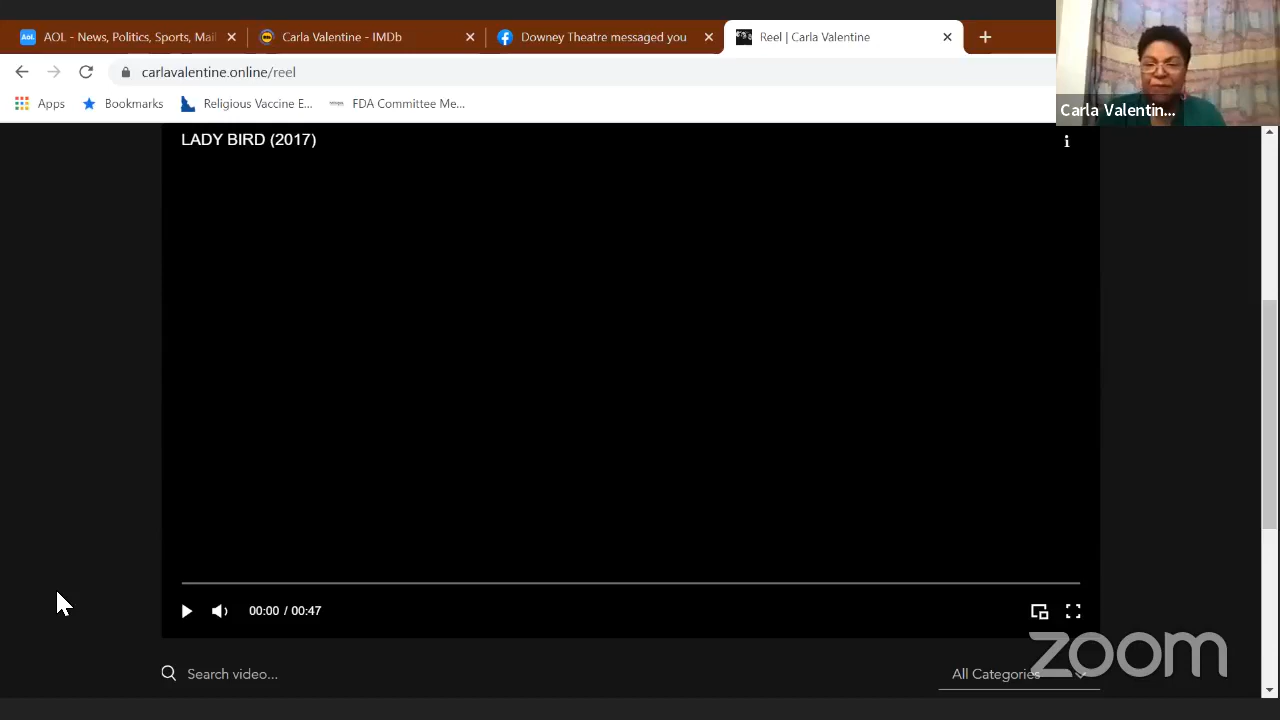 Aol. AOL - News, Politics, Sports, Mail
Carla Valentine - IMDb
Downey Theatre messaged you
Reel | Carla Valentine
carlavalentine.online/reel
Apps
Bookmarks
Religious Vaccine E...
FDA Committee Me...
Carla Valentin...
LADY BIRD (2017)
i
00:00 / 00:47
Search video...
All Categories
zoom